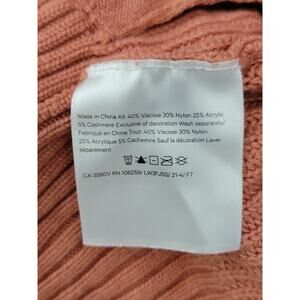 Made in China All: 40% Viscose 30% Nylon 25% Acrylic
5% Cashmere Exclusive of decoration Wash separately/
Fabriqué en Chine Tout: 40% Viscose 30% Nylon
25% Acrylique 5% Cachemire Sauf la décoration Laver
séparément
CA 35801/ RN 106259/ LW3FJSS/ 21-4/ F7